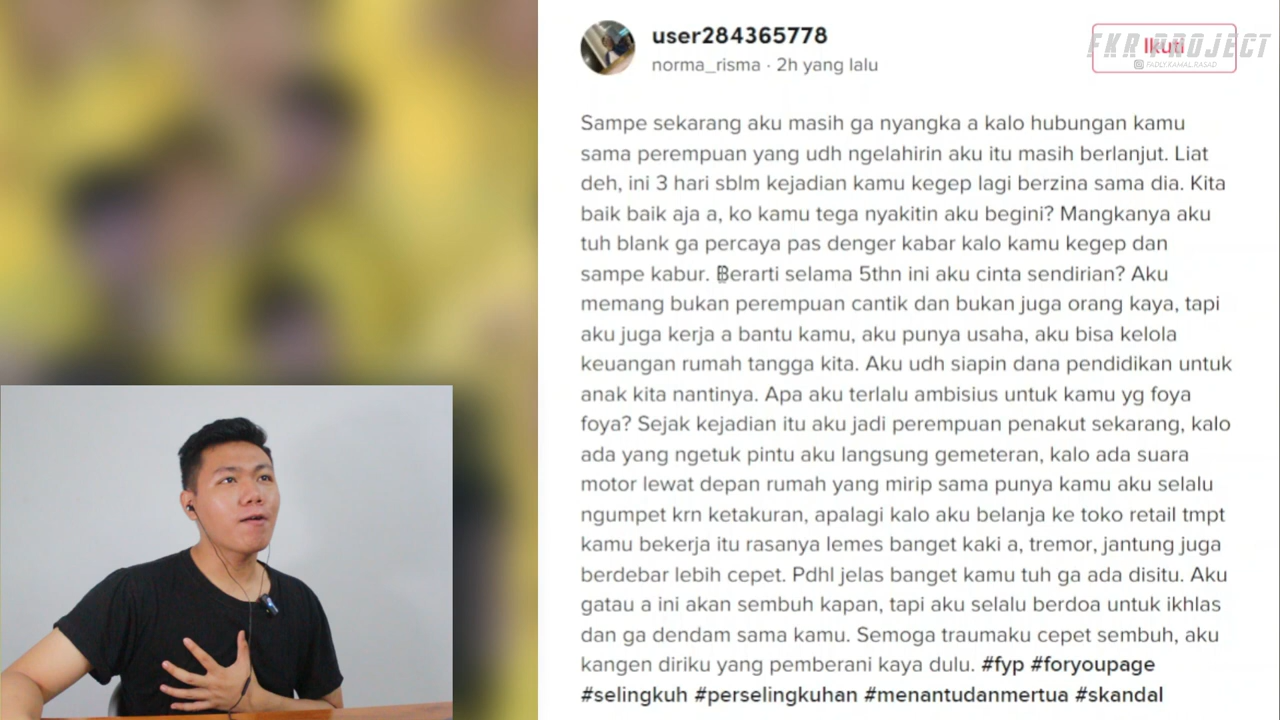 user284365778
norma_risma · 2h yang lalu
Ikuti
FKR PROJECT
FADLY.KAMAL.RASAD
Sampe sekarang aku masih ga nyangka a kalo hubungan kamu
sama perempuan yang udh ngelahirin aku itu masih berlanjut. Liat
deh, ini 3 hari sblm kejadian kamu kegep lagi berzina sama dia. Kita
baik baik aja a, ko kamu tega nyakitin aku begini? Mangkanya aku
tuh blank ga percaya pas denger kabar kalo kamu kegep dan
sampe kabur. Berarti selama 5thn ini aku cinta sendirian? Aku
memang bukan perempuan cantik dan bukan juga orang kaya, tapi
aku juga kerja a bantu kamu, aku punya usaha, aku bisa kelola
keuangan rumah tangga kita. Aku udh siapin dana pendidikan untuk
anak kita nantinya. Apa aku terlalu ambisius untuk kamu yg foya
foya? Sejak kejadian itu aku jadi perempuan penakut sekarang, kalo
ada yang ngetuk pintu aku langsung gemeteran, kalo ada suara
motor lewat depan rumah yang mirip sama punya kamu aku selalu
ngumpet krn ketakuran, apalagi kalo aku belanja ke toko retail tmpt
kamu bekerja itu rasanya lemes banget kaki a, tremor, jantung juga
berdebar lebih cepet. Pdhl jelas banget kamu tuh ga ada disitu. Aku
gatau a ini akan sembuh kapan, tapi aku selalu berdoa untuk ikhlas
dan ga dendam sama kamu. Semoga traumaku cepet sembuh, aku
kangen diriku yang pemberani kaya dulu. #fyp #foryoupage
#selingkuh #perselingkuhan #menantudanmertua #skandal